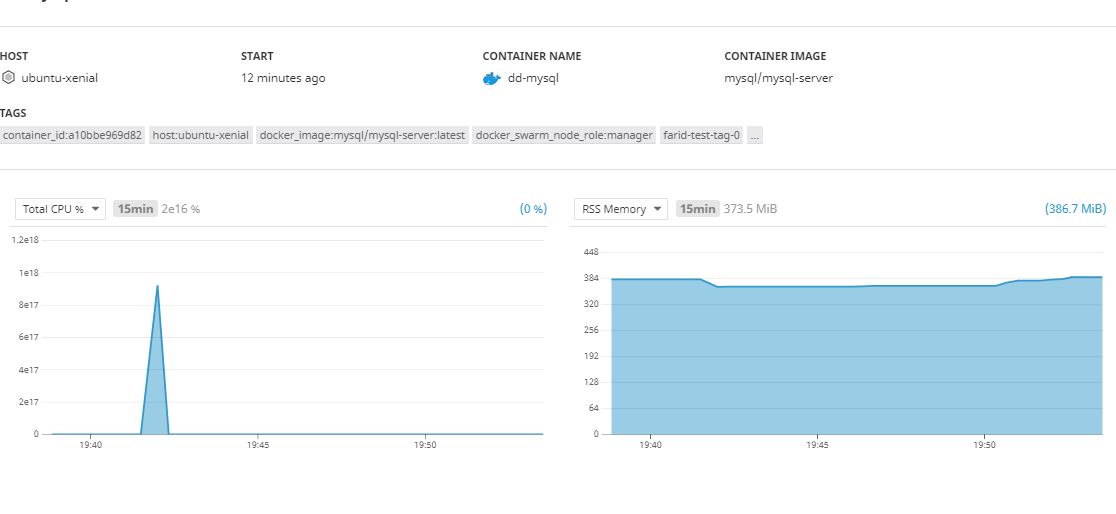 HOST START CONTAINER NAME CONTAINER IMAGE
ubuntu-xenial 12 minutes ago dd-mysql mysql/mysql-server
TAGS
container_id:a10bbe969d82 host:ubuntu-xenial docker_image:mysql/mysql-server:latest docker_swarm_node_role:manager farid-test-tag-0 ...
Total CPU % 15min 2e16 % (0 %)
1.2e18
1e18
8e17
6e17
4e17
2e17
0
19:40 19:45 19:50
RSS Memory 15min 373.5 MiB (386.7 MiB)
448
384
320
256
192
128
64
0
19:40 19:45 19:50